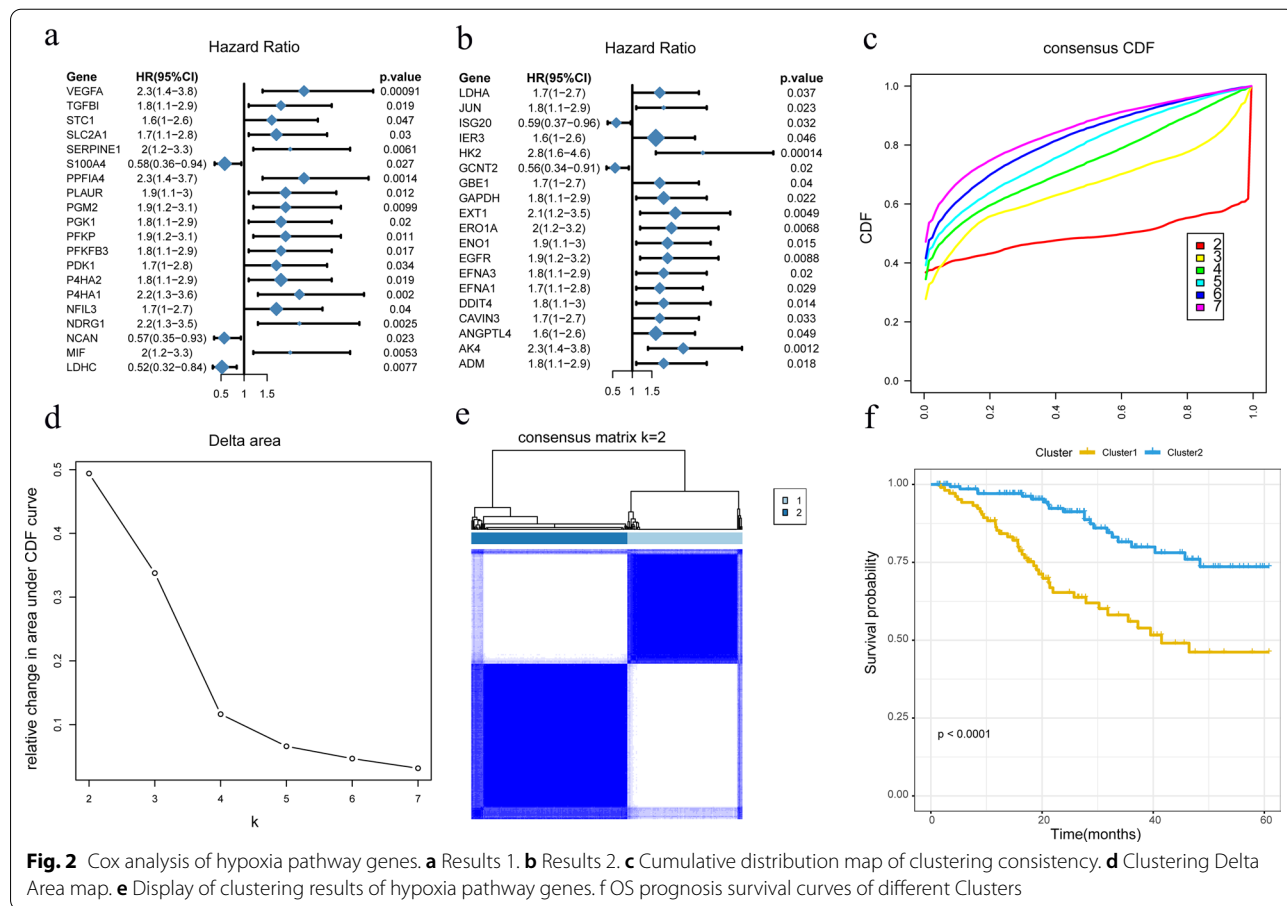 a
Hazard Ratio
Gene HR(95%CI) p.value
VEGFA 2.3(1.4−3.8) 0.00091
TGFBI 1.8(1.1−2.9) 0.019
STC1 1.6(1−2.6) 0.047
SLC2A1 1.7(1.1−2.8) 0.03
SERPINE1 2(1.2−3.3) 0.0061
S100A4 0.58(0.36−0.94) 0.027
PPFIA4 2.3(1.4−3.7) 0.0014
PLAUR 1.9(1.1−3) 0.012
PGM2 1.9(1.2−3.1) 0.0099
PGK1 1.8(1.1−2.9) 0.02
PFKP 1.9(1.2−3.1) 0.011
PFKFB3 1.8(1.1−2.9) 0.017
PDK1 1.7(1−2.8) 0.034
P4HA2 1.8(1.1−2.9) 0.019
P4HA1 2.2(1.3−3.6) 0.002
NFIL3 1.7(1−2.7) 0.04
NDRG1 2.2(1.3−3.5) 0.0025
NCAN 0.57(0.35−0.93) 0.023
MIF 2(1.2−3.3) 0.0053
LDHC 0.52(0.32−0.84) 0.0077
0.5 1 1.5
b
Hazard Ratio
Gene HR(95%CI) p.value
LDHA 1.7(1−2.7) 0.037
JUN 1.8(1.1−2.9) 0.023
ISG20 0.59(0.37−0.96) 0.032
IER3 1.6(1−2.6) 0.046
HK2 2.8(1.6−4.6) 0.00014
GCNT2 0.56(0.34−0.91) 0.02
GBE1 1.7(1−2.7) 0.04
GAPDH 1.8(1.1−2.9) 0.022
EXT1 2.1(1.2−3.5) 0.0049
ERO1A 2(1.2−3.2) 0.0068
ENO1 1.9(1.1−3) 0.015
EGFR 1.9(1.2−3.2) 0.0088
EFNA3 1.8(1.1−2.9) 0.02
EFNA1 1.7(1.1−2.8) 0.029
DDIT4 1.8(1.1−3) 0.014
CAVIN3 1.7(1−2.7) 0.033
ANGPTL4 1.6(1−2.6) 0.049
AK4 2.3(1.4−3.8) 0.0012
ADM 1.8(1.1−2.9) 0.018
0.5 1 1.5
c
consensus CDF
CDF
1.0
0.8
0.6
0.4
0.2
0.0
2
3
4
5
6
7
0.0 0.2 0.4 0.6 0.8 1.0
d
Delta area
relative change in area under CDF curve
0.5
0.4
0.3
0.2
0.1
2 3 4 5 6 7
k
e
consensus matrix k=2
1
2
f
Cluster Cluster1 Cluster2
Survival probability
1.00
0.75
0.50
0.25
0.00
p < 0.0001
0 20 40 60
Time(months)
Fig. 2 Cox analysis of hypoxia pathway genes. a Results 1. b Results 2. c Cumulative distribution map of clustering consistency. d Clustering Delta
Area map. e Display of clustering results of hypoxia pathway genes. f OS prognosis survival curves of different Clusters